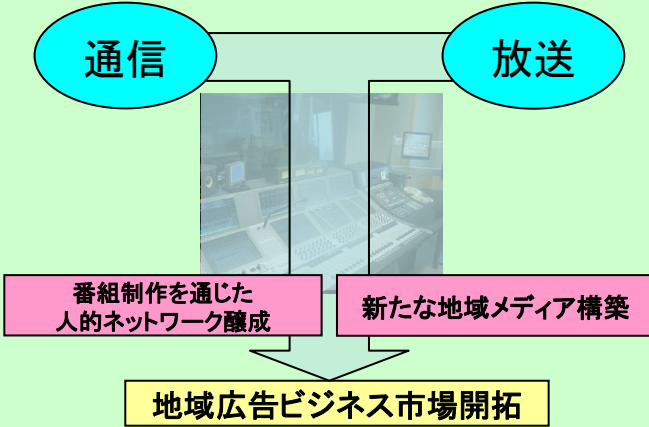 通信
放送
番組制作を通じた
人的ネットワーク醸成
新たな地域メディア構築
地域広告ビジネス市場開拓